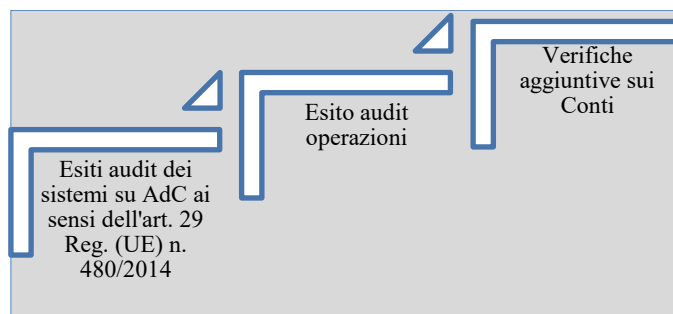 Esiti audit dei
sistemi su AdC ai
sensi dell'art. 29
Reg. (UE) n.
480/2014
Esito audit
operazioni
Verifiche
aggiuntive sui
Conti